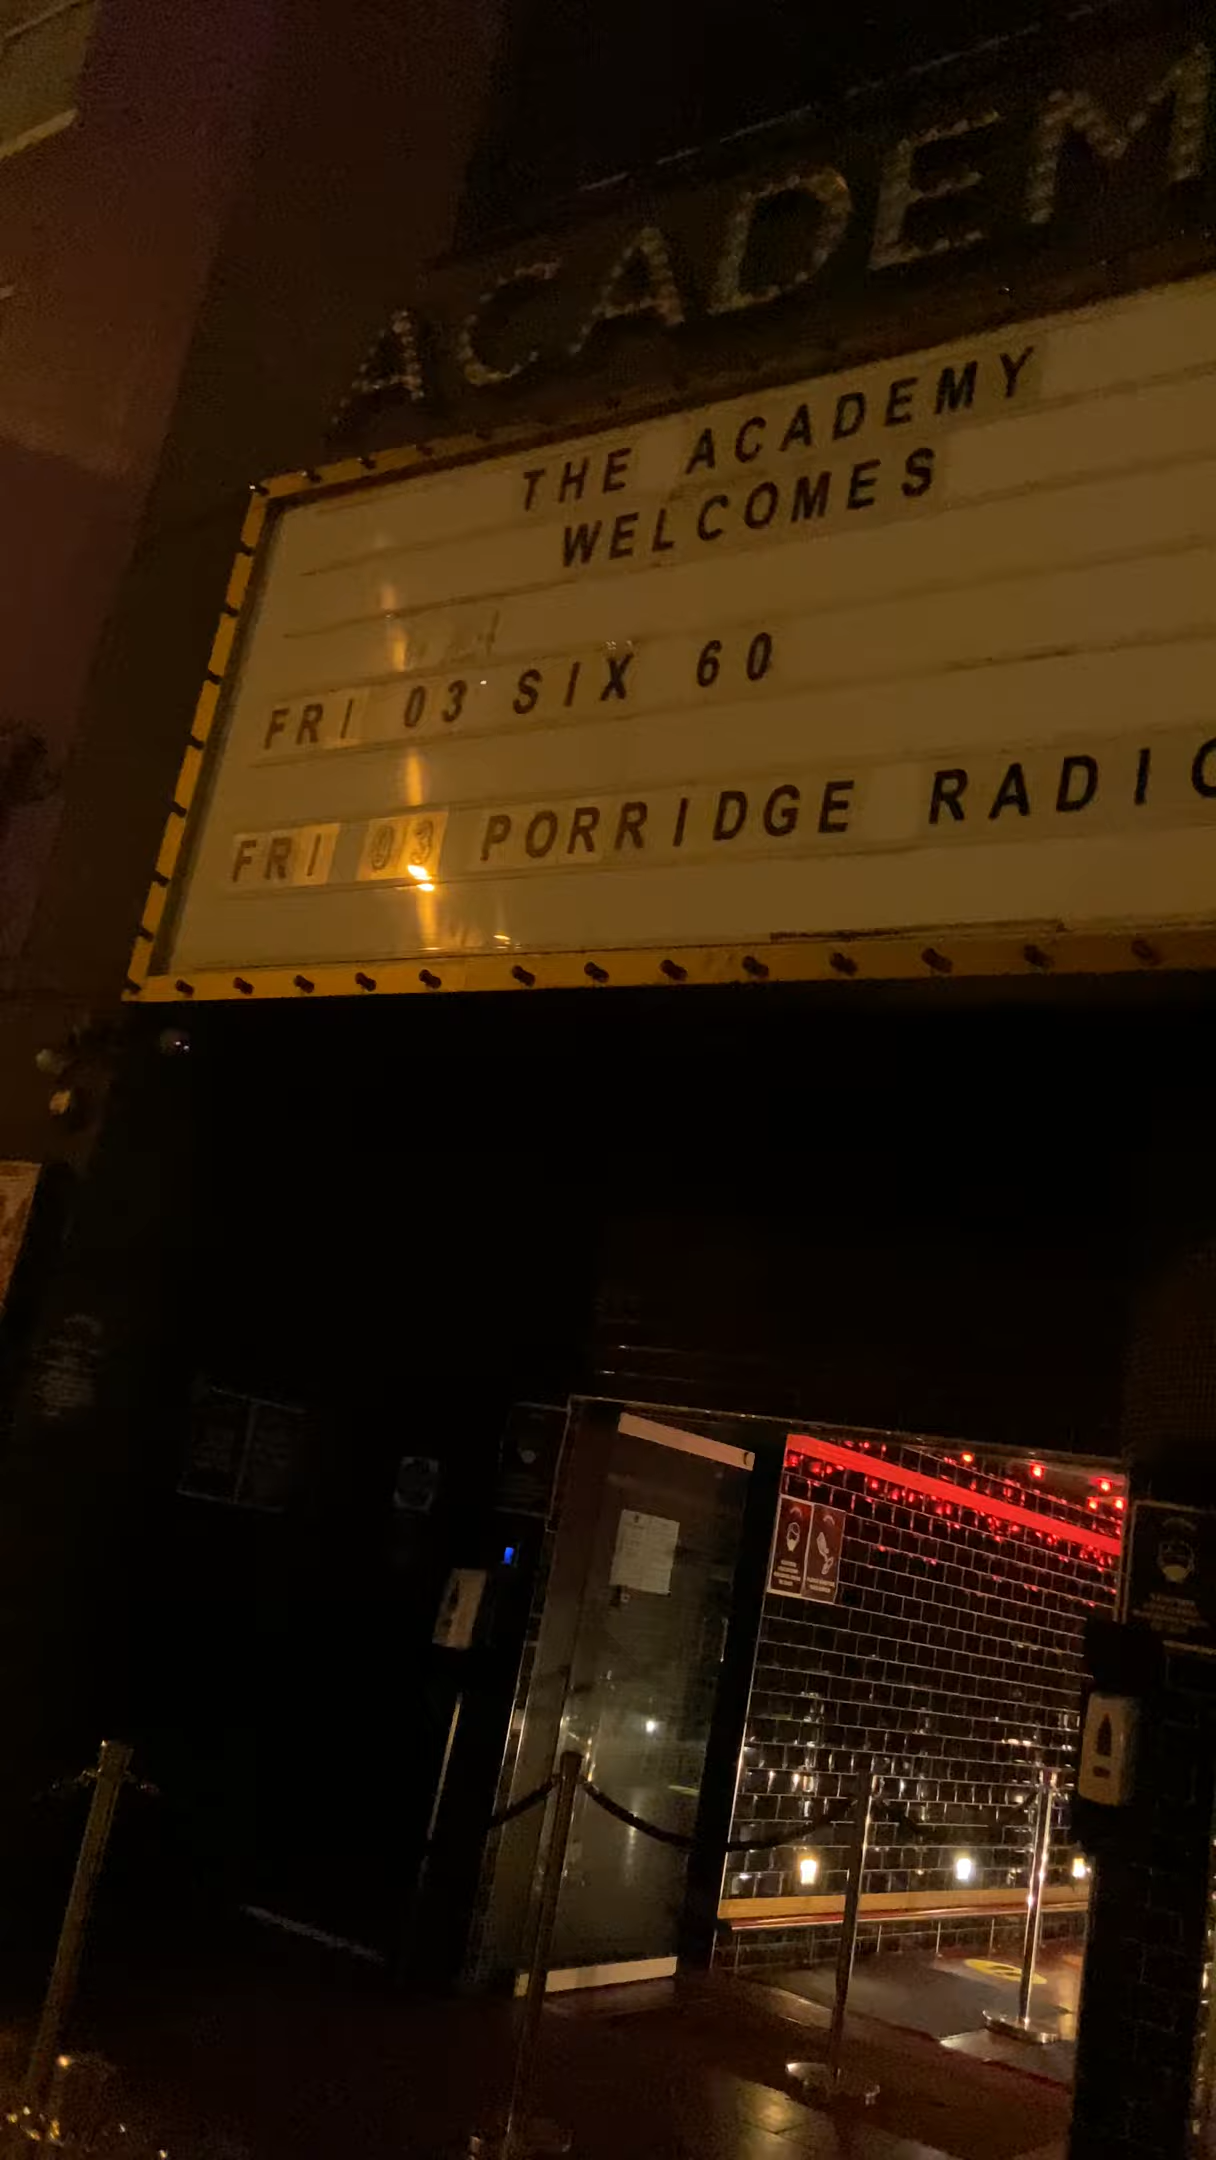 ACADEM
THE ACADEMY
WELCOMES
FRI 03 SIX 60
FRI 03 PORRIDGE RADIO